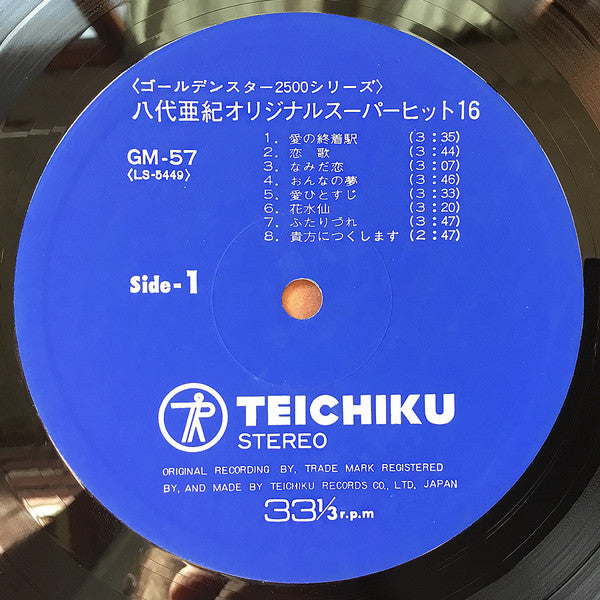 〈ゴールデンスター2500シリーズ〉
八代亜紀オリジナルスーパーヒット16
GM-57
〈LS-5449〉
1. 愛の終着駅 (3:35)
2. 恋 歌 (3:44)
3. なみだ恋 (3:07)
4. おんなの夢 (3:46)
5. 愛ひとすじ (3:33)
6. 花水仙 (3:20)
7. ふたりづれ (3:47)
8. 貴方につくします (2:47)
Side-1
TEICHIKU
STEREO
ORIGINAL RECORDING BY, TRADE MARK REGISTERED
BY, AND MADE BY TEICHIKU RECORDS CO., LTD, JAPAN
33⅓ r.p.m